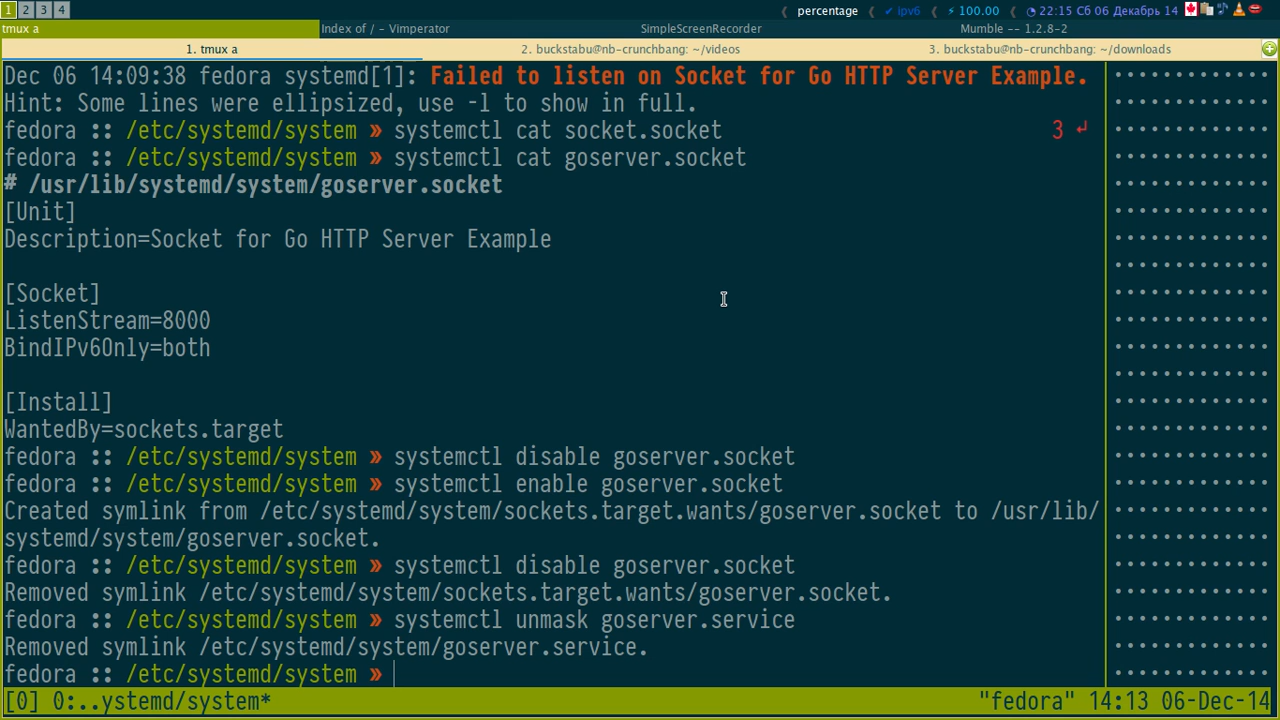 1 2 3 4 percentage ipv6 100.00 22:15 Сб 06 Декабрь 14
tmux a Index of / - Vimperator SimpleScreenRecorder Mumble -- 1.2.8-2
1. tmux a 2. buckstabu@nb-crunchbang: ~/videos 3. buckstabu@nb-crunchbang: ~/downloads
Dec 06 14:09:38 fedora systemd[1]: Failed to listen on Socket for Go HTTP Server Example.
Hint: Some lines were ellipsized, use -l to show in full.
fedora :: /etc/systemd/system » systemctl cat socket.socket 3 ↵
fedora :: /etc/systemd/system » systemctl cat goserver.socket
# /usr/lib/systemd/system/goserver.socket
[Unit]
Description=Socket for Go HTTP Server Example
[Socket]
ListenStream=8000
BindIPv6Only=both
[Install]
WantedBy=sockets.target
fedora :: /etc/systemd/system » systemctl disable goserver.socket
fedora :: /etc/systemd/system » systemctl enable goserver.socket
Created symlink from /etc/systemd/system/sockets.target.wants/goserver.socket to /usr/lib/
systemd/system/goserver.socket.
fedora :: /etc/systemd/system » systemctl disable goserver.socket
Removed symlink /etc/systemd/system/sockets.target.wants/goserver.socket.
fedora :: /etc/systemd/system » systemctl unmask goserver.service
Removed symlink /etc/systemd/system/goserver.service.
fedora :: /etc/systemd/system »
[0] 0:..ystemd/system* "fedora" 14:13 06-Dec-14